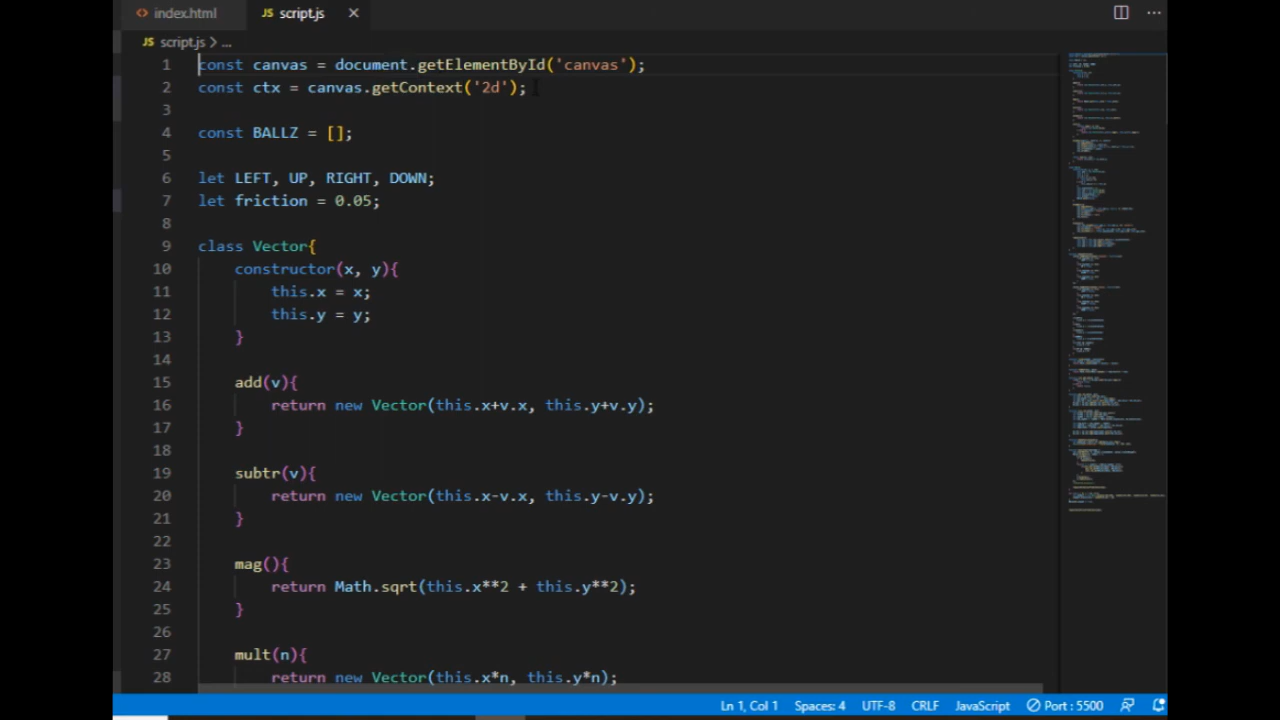 index.html
JS script.js
JS script.js > ...
1 const canvas = document.getElementById('canvas');
2 const ctx = canvas.getContext('2d');
3
4 const BALLZ = [];
5
6 let LEFT, UP, RIGHT, DOWN;
7 let friction = 0.05;
8
9 class Vector{
10 constructor(x, y){
11 this.x = x;
12 this.y = y;
13 }
14
15 add(v){
16 return new Vector(this.x+v.x, this.y+v.y);
17 }
18
19 subtr(v){
20 return new Vector(this.x-v.x, this.y-v.y);
21 }
22
23 mag(){
24 return Math.sqrt(this.x**2 + this.y**2);
25 }
26
27 mult(n){
28 return new Vector(this.x*n, this.y*n);
Ln 1, Col 1 Spaces: 4 UTF-8 CRLF JavaScript Port : 5500